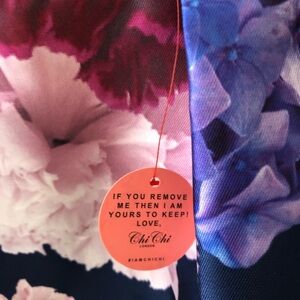 IF YOU REMOVE
ME THEN I AM
YOURS TO KEEP!
LOVE,
Chi Chi
LONDON
#IAMCHICHI